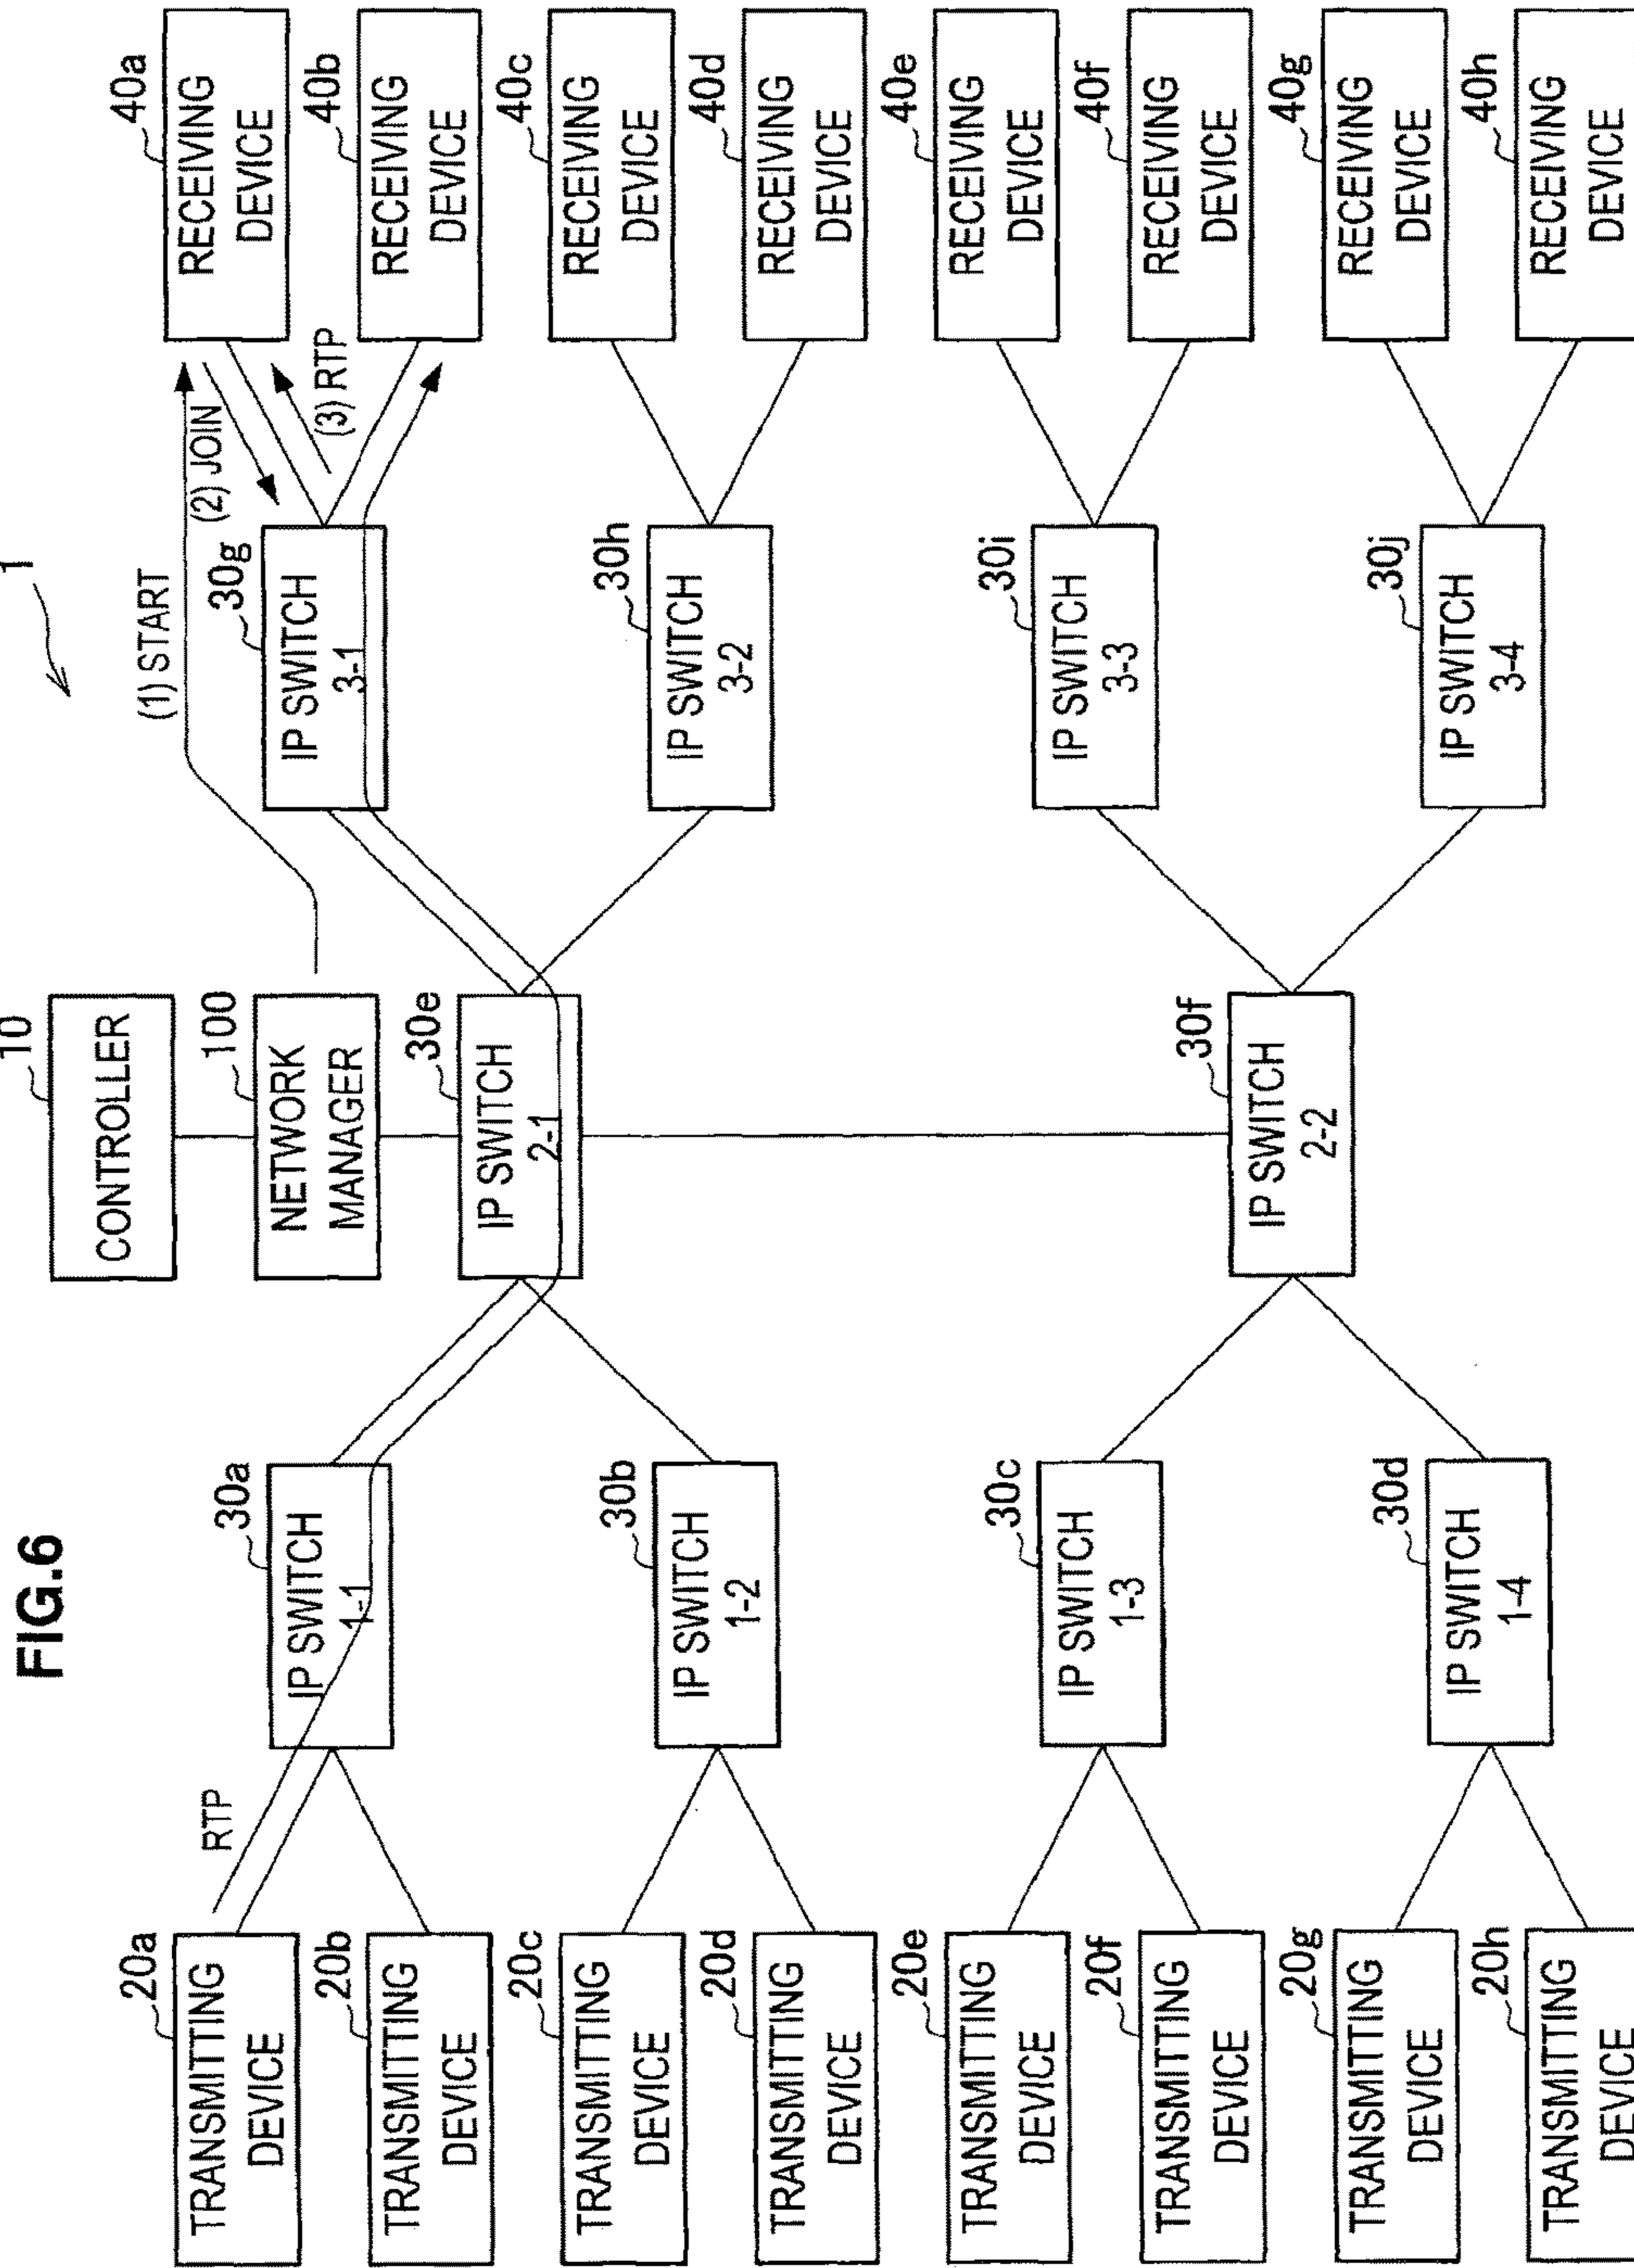 FIG.6
1
10
CONTROLLER
100
NETWORK
MANAGER
(1) START
(2) JOIN
(3) RTP
RTP
20a
TRANSMITTING
DEVICE
20b
TRANSMITTING
DEVICE
20c
TRANSMITTING
DEVICE
20d
TRANSMITTING
DEVICE
20e
TRANSMITTING
DEVICE
20f
TRANSMITTING
DEVICE
20g
TRANSMITTING
DEVICE
20h
TRANSMITTING
DEVICE
30a
IP SWITCH
1-1
30b
IP SWITCH
1-2
30c
IP SWITCH
1-3
30d
IP SWITCH
1-4
30e
IP SWITCH
2-1
30f
IP SWITCH
2-2
30g
IP SWITCH
3-1
30h
IP SWITCH
3-2
30i
IP SWITCH
3-3
30j
IP SWITCH
3-4
40a
RECEIVING
DEVICE
40b
RECEIVING
DEVICE
40c
RECEIVING
DEVICE
40d
RECEIVING
DEVICE
40e
RECEIVING
DEVICE
40f
RECEIVING
DEVICE
40g
RECEIVING
DEVICE
40h
RECEIVING
DEVICE